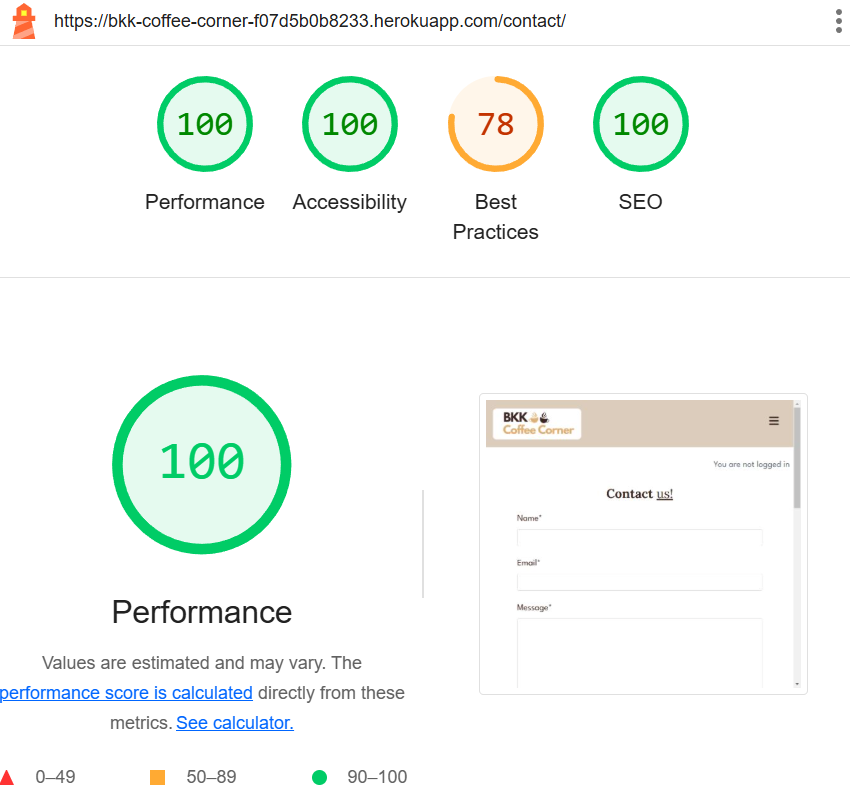 https://bkk-coffee-corner-f07d5b0b8233.herokuapp.com/contact/
100
100
78
100
Performance
Accessibility
Best
Practices
SEO
100
Performance
Values are estimated and may vary. The
performance score is calculated directly from these
metrics. See calculator.
0–49
50–89
90–100
BKK
Coffee Corner
You are not logged in
Contact us!
Name*
Email*
Message*